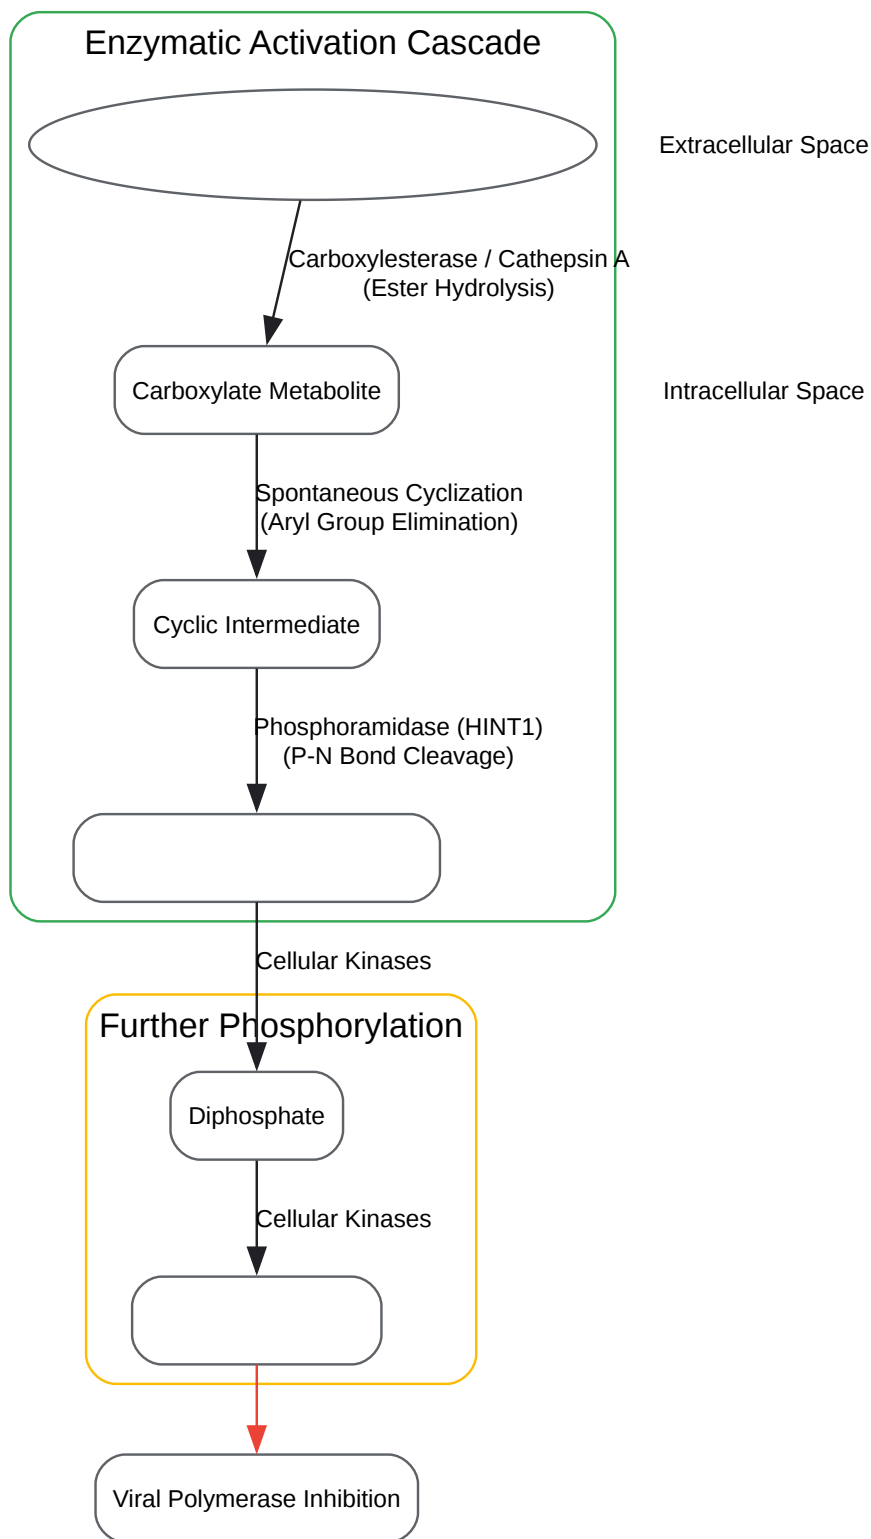 Enzymatic Activation Cascade
Extracellular Space
Carboxylesterase / Cathepsin A
(Ester Hydrolysis)
Carboxylate Metabolite
Intracellular Space
Spontaneous Cyclization
(Aryl Group Elimination)
Cyclic Intermediate
Phosphoramidase (HINT1)
(P-N Bond Cleavage)
Cellular Kinases
Further Phosphorylation
Diphosphate
Cellular Kinases
Viral Polymerase Inhibition